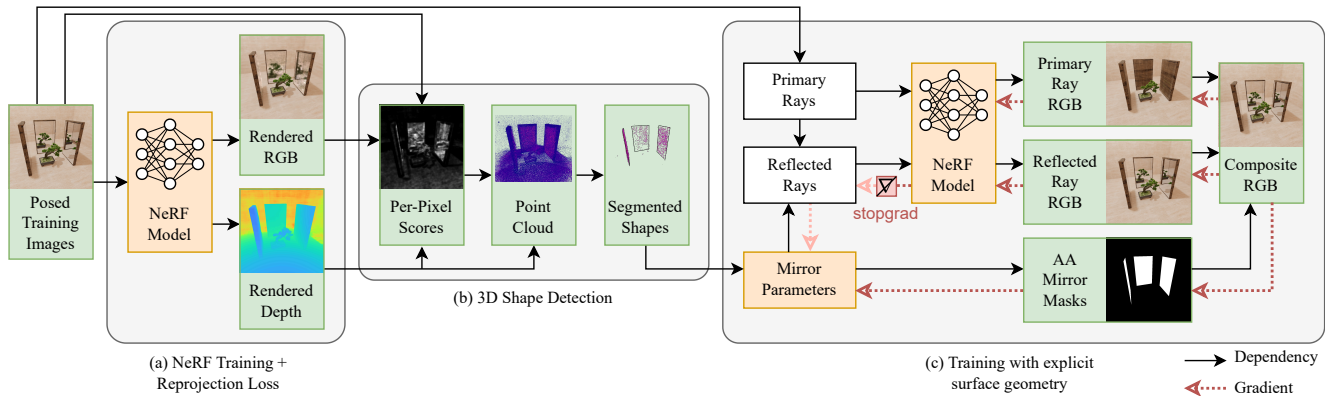 Posed
Training
Images
NeRF
Model
Rendered
RGB
Rendered
Depth
(a) NeRF Training +
Reprojection Loss
Per-Pixel
Scores
Point
Cloud
Segmented
Shapes
(b) 3D Shape Detection
Primary
Rays
Reflected
Rays
stopgrad
Mirror
Parameters
NeRF
Model
Primary
Ray
RGB
Reflected
Ray
RGB
AA
Mirror
Masks
Composite
RGB
(c) Training with explicit
surface geometry
Dependency
Gradient